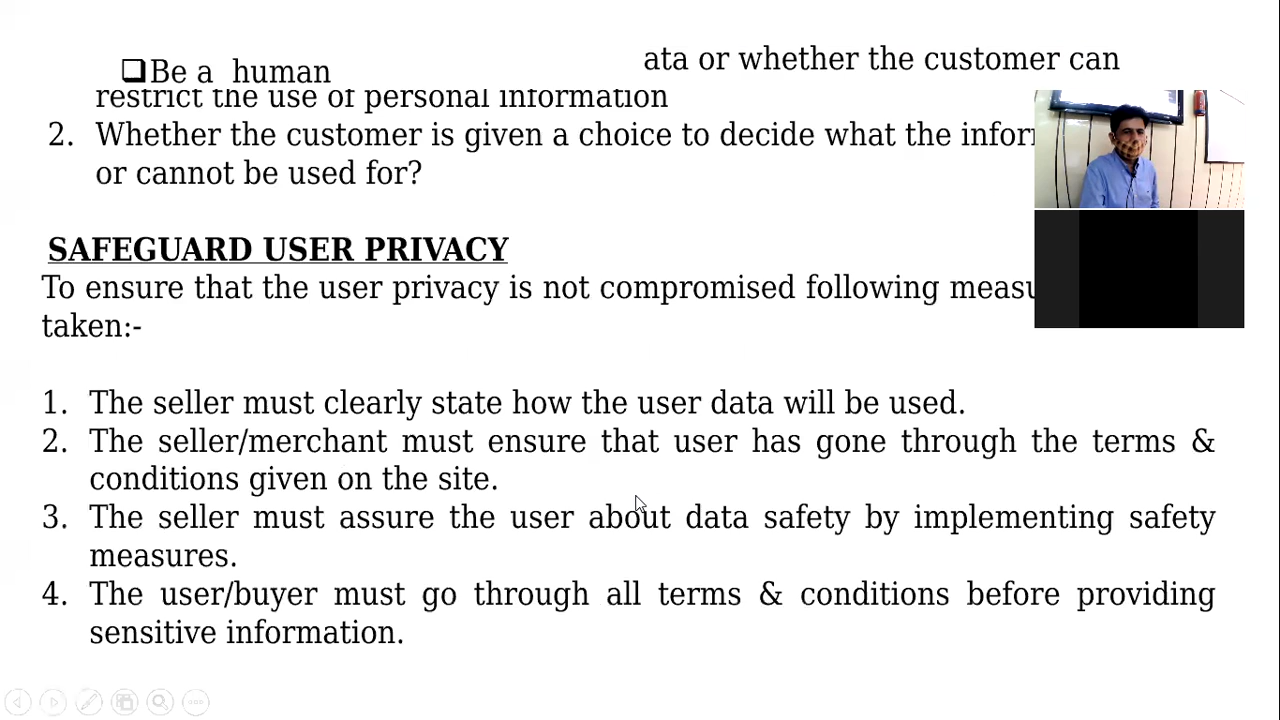 ❑Be a human
ata or whether the customer can
restrict the use of personal information
2. Whether the customer is given a choice to decide what the
or cannot be used for?
SAFEGUARD USER PRIVACY
To ensure that the user privacy is not compromised following
taken:-
1. The seller must clearly state how the user data will be used.
2. The seller/merchant must ensure that user has gone through the terms &
conditions given on the site.
3. The seller must assure the user about data safety by implementing safety
measures.
4. The user/buyer must go through all terms & conditions before providing
sensitive information.